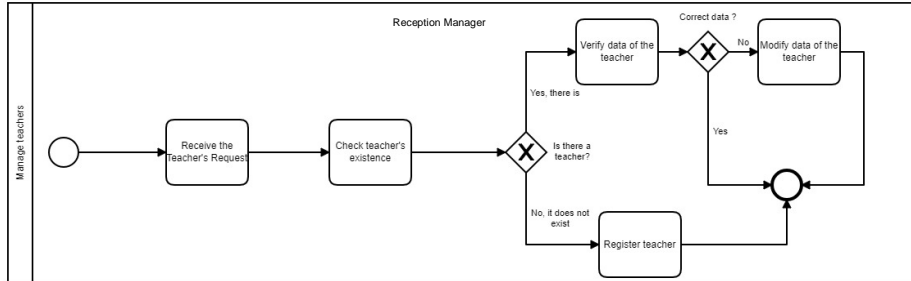 Manage teachers
Reception Manager
Receive the
Teacher's Request
Check teacher's
existence
Is there a
teacher?
Yes, there is
Verify data of the
teacher
Correct data ?
No
Modify data of the
teacher
Yes
No, it does not
exist
Register teacher